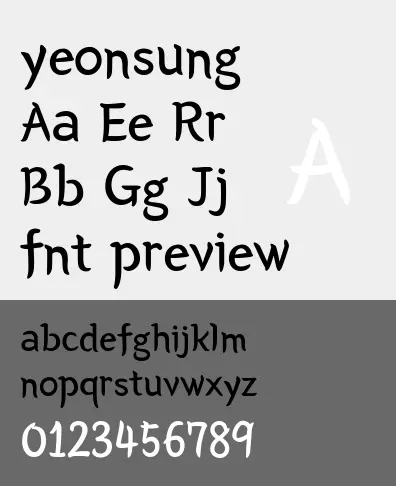 yeonsung
Aa Ee Rr
A
Bb Gg Jj
fnt preview
abcdefghijklm
nopqrstuvwxyz
0123456789